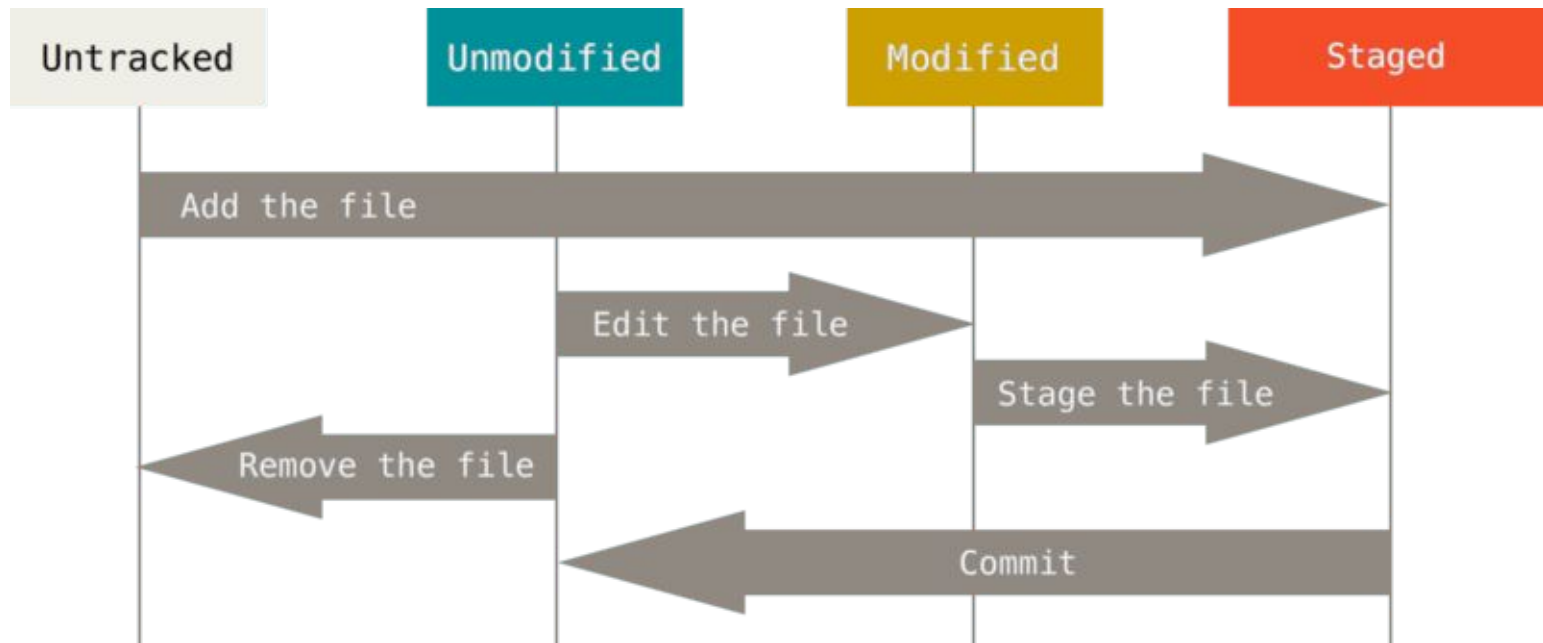 Untracked
Unmodified
Modified
Staged
Add the file
Edit the file
Stage the file
Remove the file
Commit